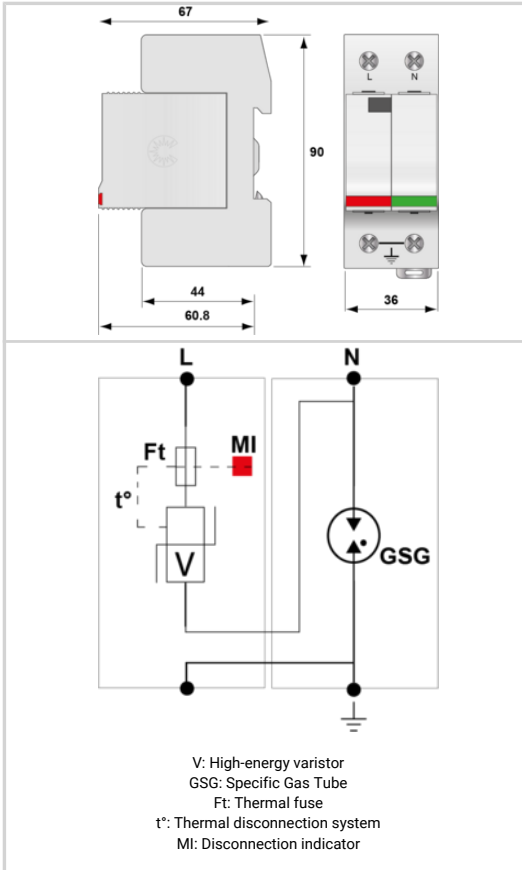 67
L N
90
44
60.8
36
L N
Ft MI
t°
V GSG
V: High-energy varistor
GSG: Specific Gas Tube
Ft: Thermal fuse
t°: Thermal disconnection system
MI: Disconnection indicator